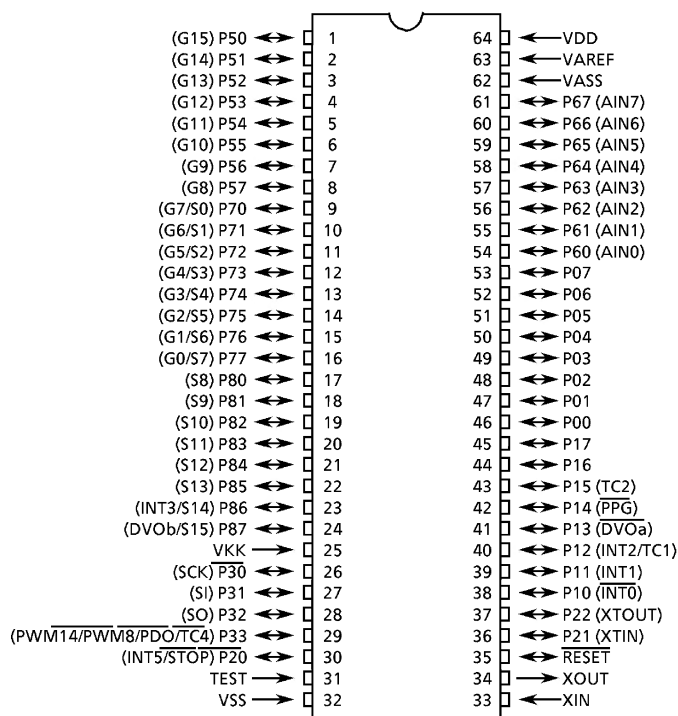 (G15) P50 1 64 VDD
(G14) P51 2 63 VAREF
(G13) P52 3 62 VASS
(G12) P53 4 61 P67 (AIN7)
(G11) P54 5 60 P66 (AIN6)
(G10) P55 6 59 P65 (AIN5)
(G9) P56 7 58 P64 (AIN4)
(G8) P57 8 57 P63 (AIN3)
(G7/S0) P70 9 56 P62 (AIN2)
(G6/S1) P71 10 55 P61 (AIN1)
(G5/S2) P72 11 54 P60 (AIN0)
(G4/S3) P73 12 53 P07
(G3/S4) P74 13 52 P06
(G2/S5) P75 14 51 P05
(G1/S6) P76 15 50 P04
(G0/S7) P77 16 49 P03
(S8) P80 17 48 P02
(S9) P81 18 47 P01
(S10) P82 19 46 P00
(S11) P83 20 45 P17
(S12) P84 21 44 P16
(S13) P85 22 43 P15 (TC2)
(INT3/S14) P86 23 42 P14 (PPG)
(DVOb/S15) P87 24 41 P13 (DVOa)
VKK 25 40 P12 (INT2/TC1)
(SCK) P30 26 39 P11 (INT1)
(SI) P31 27 38 P10 (INT0)
(SO) P32 28 37 P22 (XTOUT)
(PWM14/PWM8/PDO/TC4) P33 29 36 P21 (XTIN)
(INT5/STOP) P20 30 35 RESET
TEST 31 34 XOUT
VSS 32 33 XIN